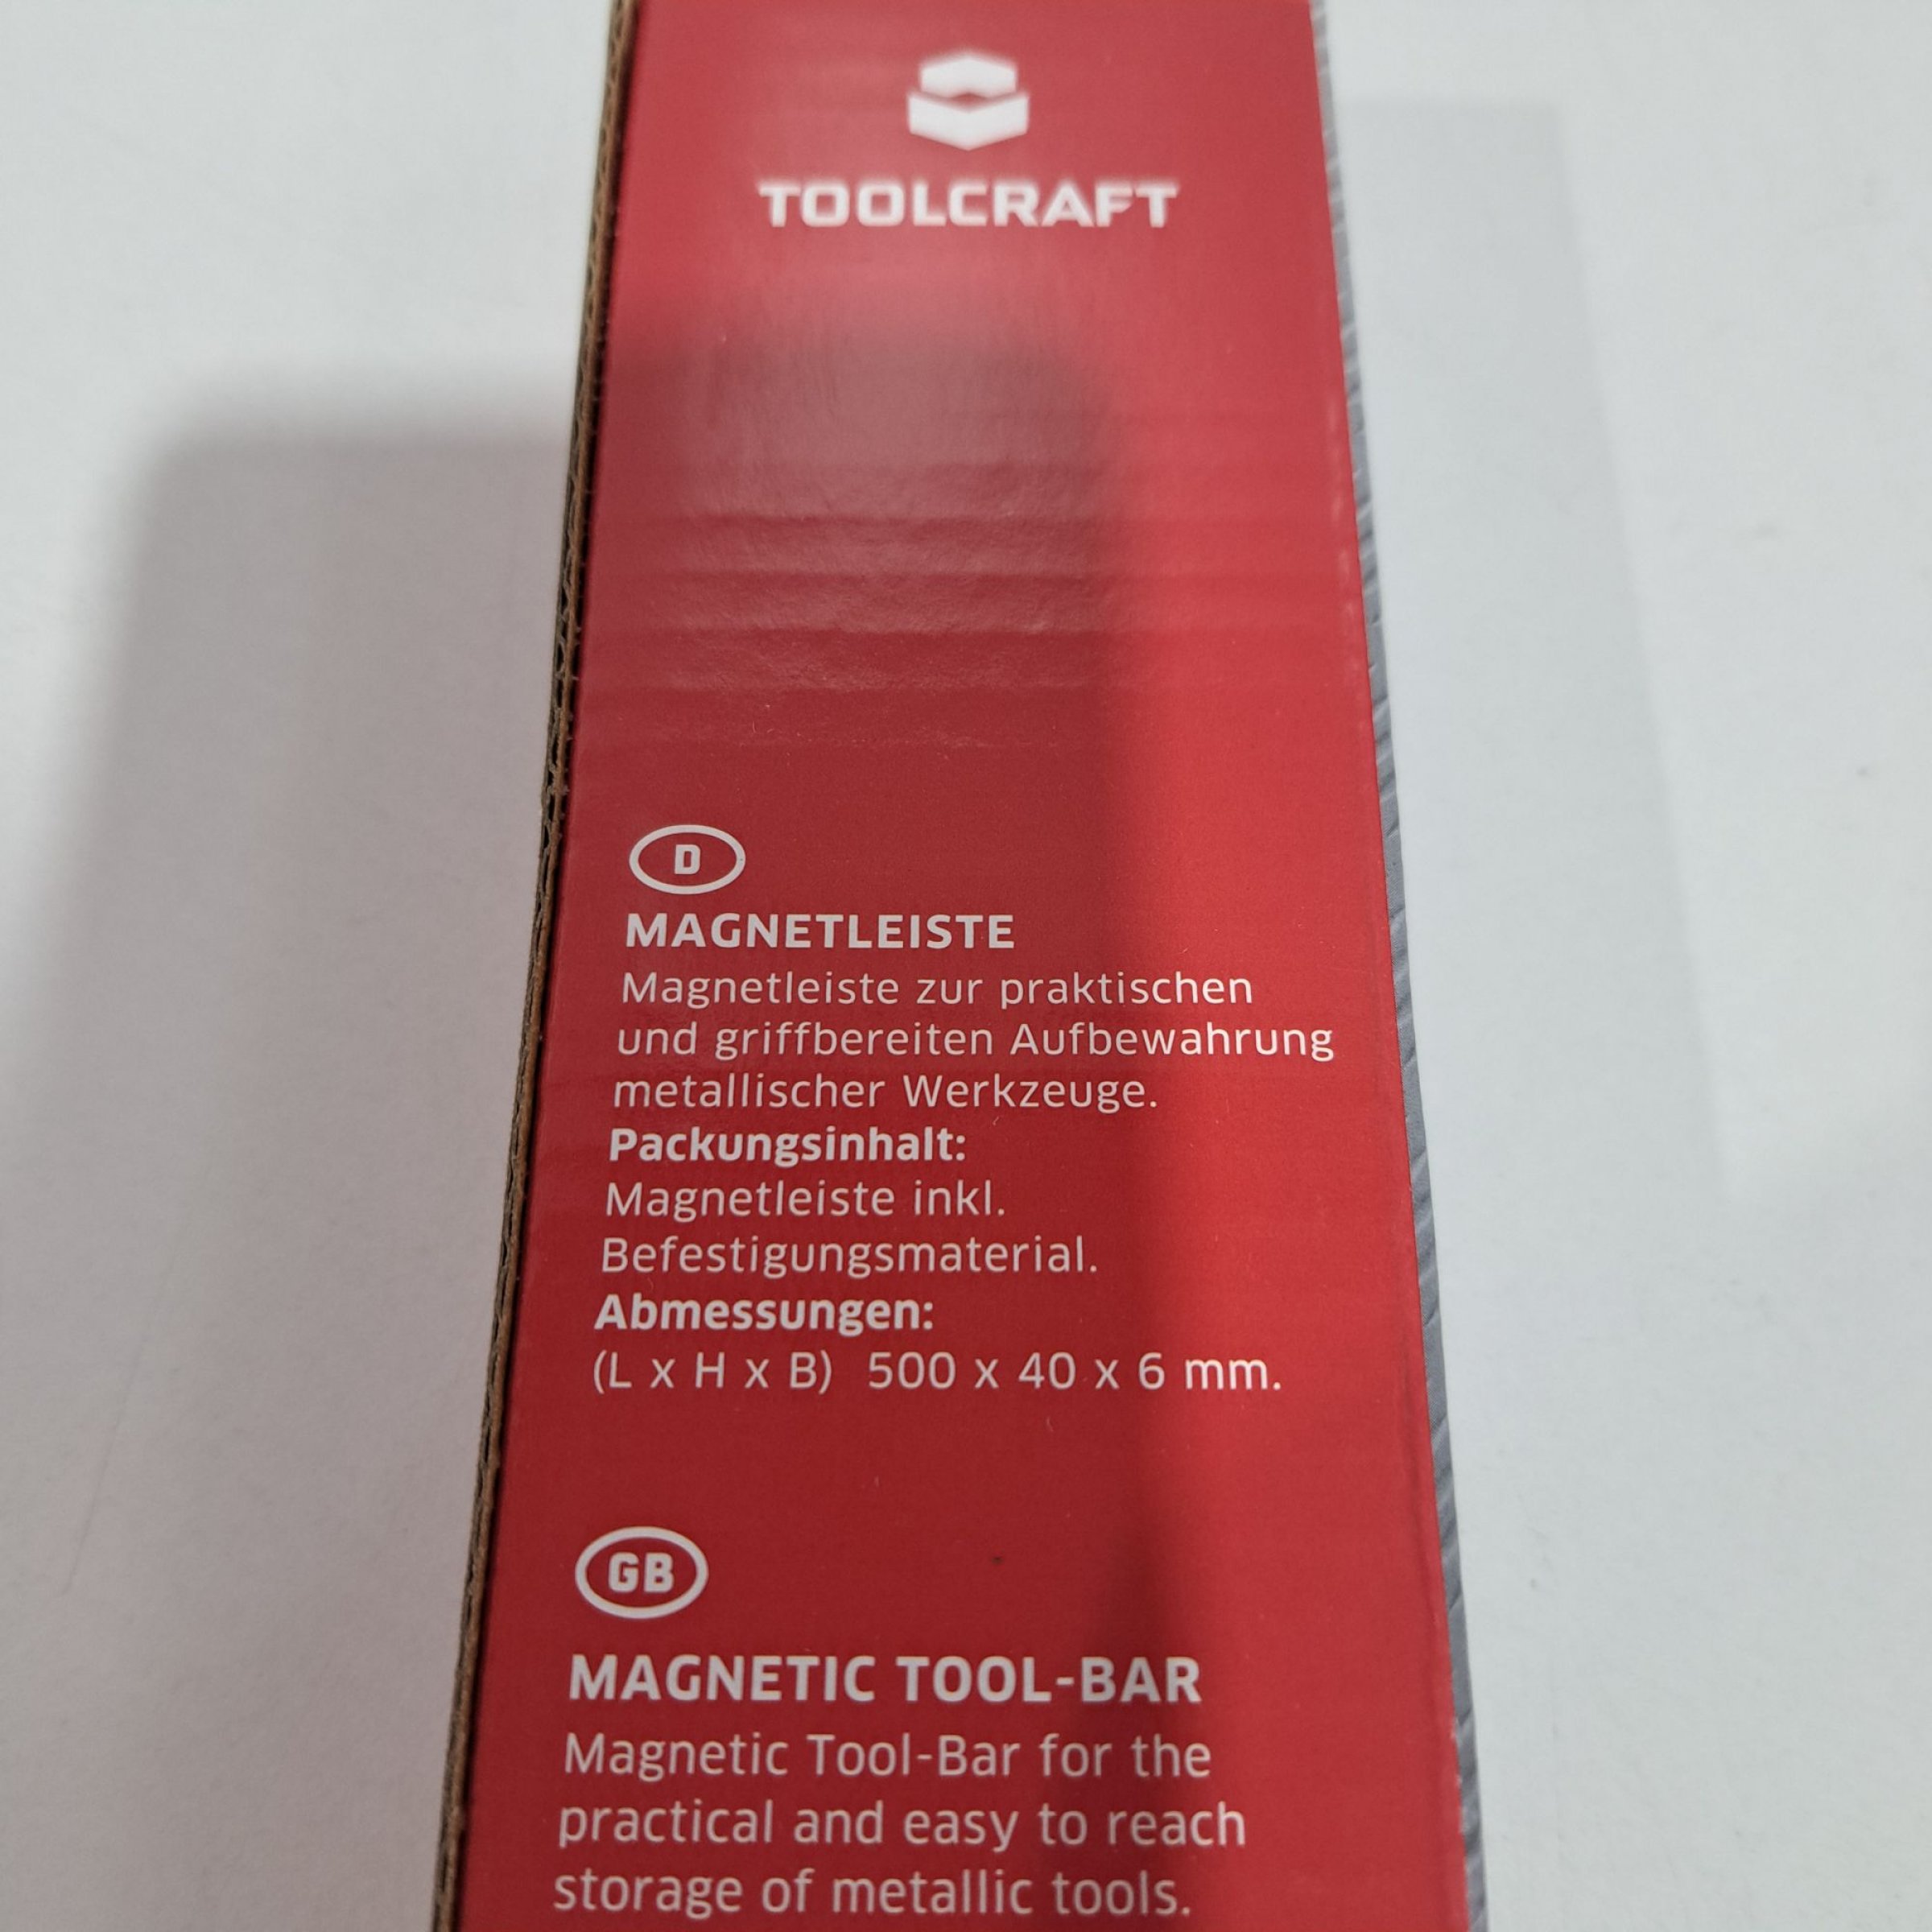 TOOLCRAFT
D
MAGNETLEISTE
Magnetleiste zur praktischen
und griffbereiten Aufbewahrung
metallischer Werkzeuge.
Packungsinhalt:
Magnetleiste inkl.
Befestigungsmaterial.
Abmessungen:
(L x H x B) 500 x 40 x 6 mm.
GB
MAGNETIC TOOL-BAR
Magnetic Tool-Bar for the
practical and easy to reach
storage of metallic tools.